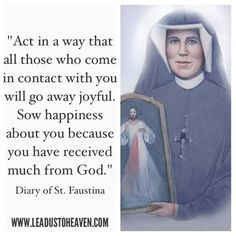 "Act in a way that
all those who come
in contact with you
will go away joyful.
Sow happiness
about you because
you have received
much from God."
Diary of St. Faustina
WWW.LEADUSTOHEAVEN.COM